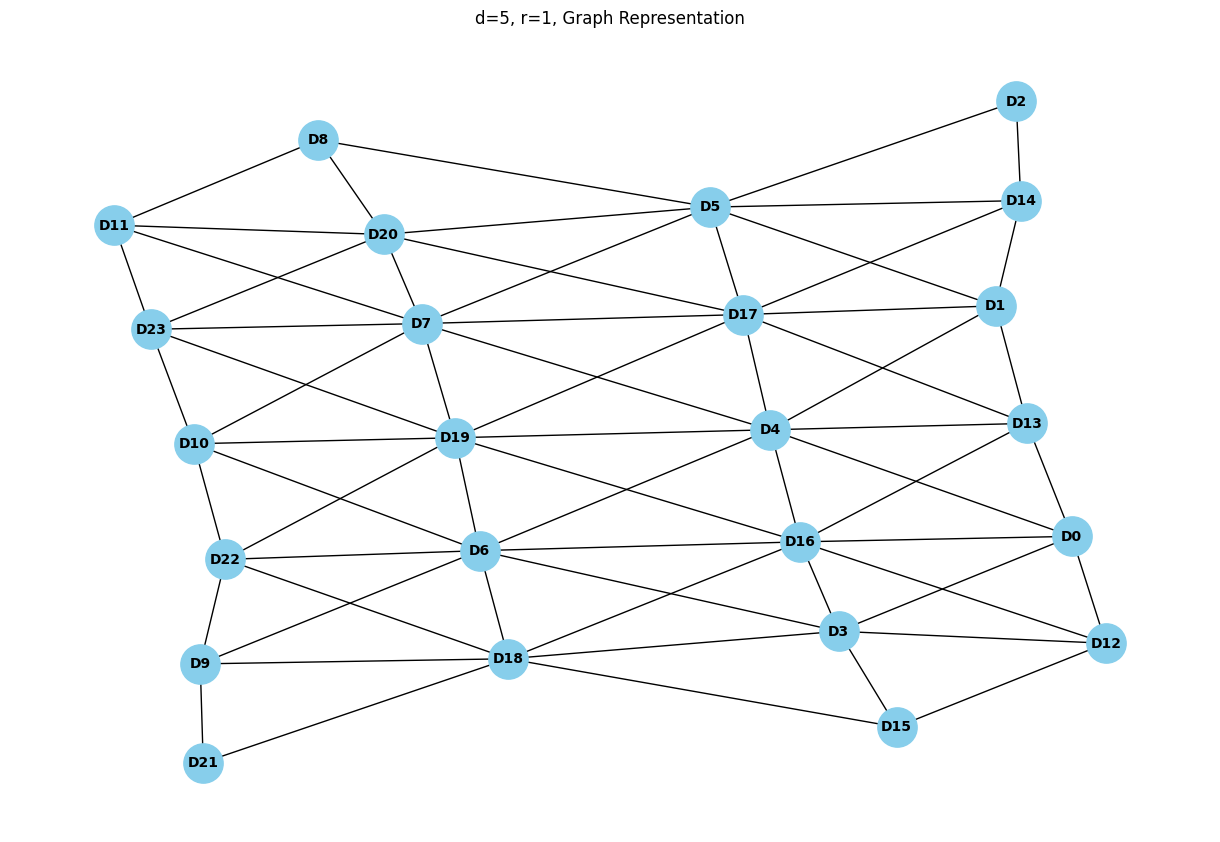 d=5, r=1, Graph Representation
D2
D8
D14
D5
D11
D20
D1
D17
D7
D23
D13
D4
D19
D10
D0
D16
D6
D22
D3
D12
D18
D9
D15
D21